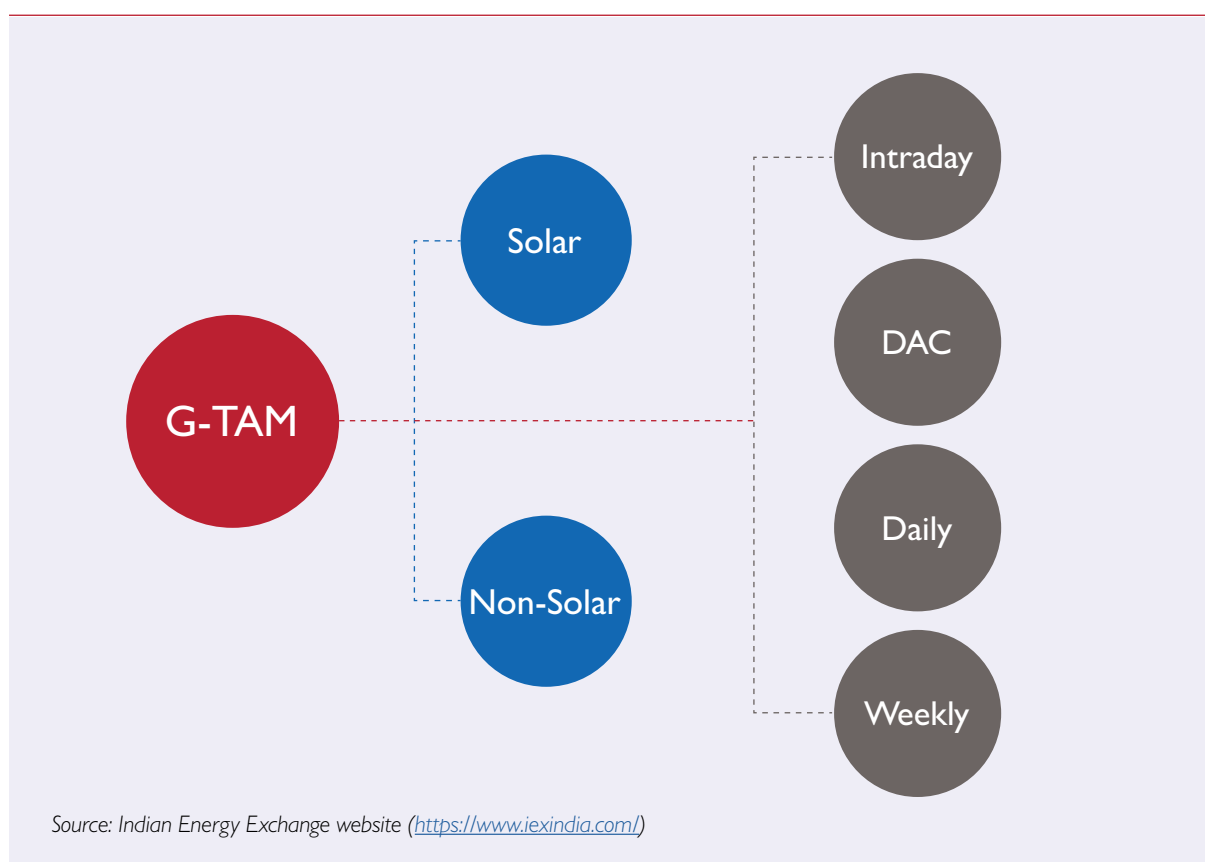 G-TAM
Solar
Non-Solar
Intraday
DAC
Daily
Weekly
Source: Indian Energy Exchange website (https://www.iexindia.com/)